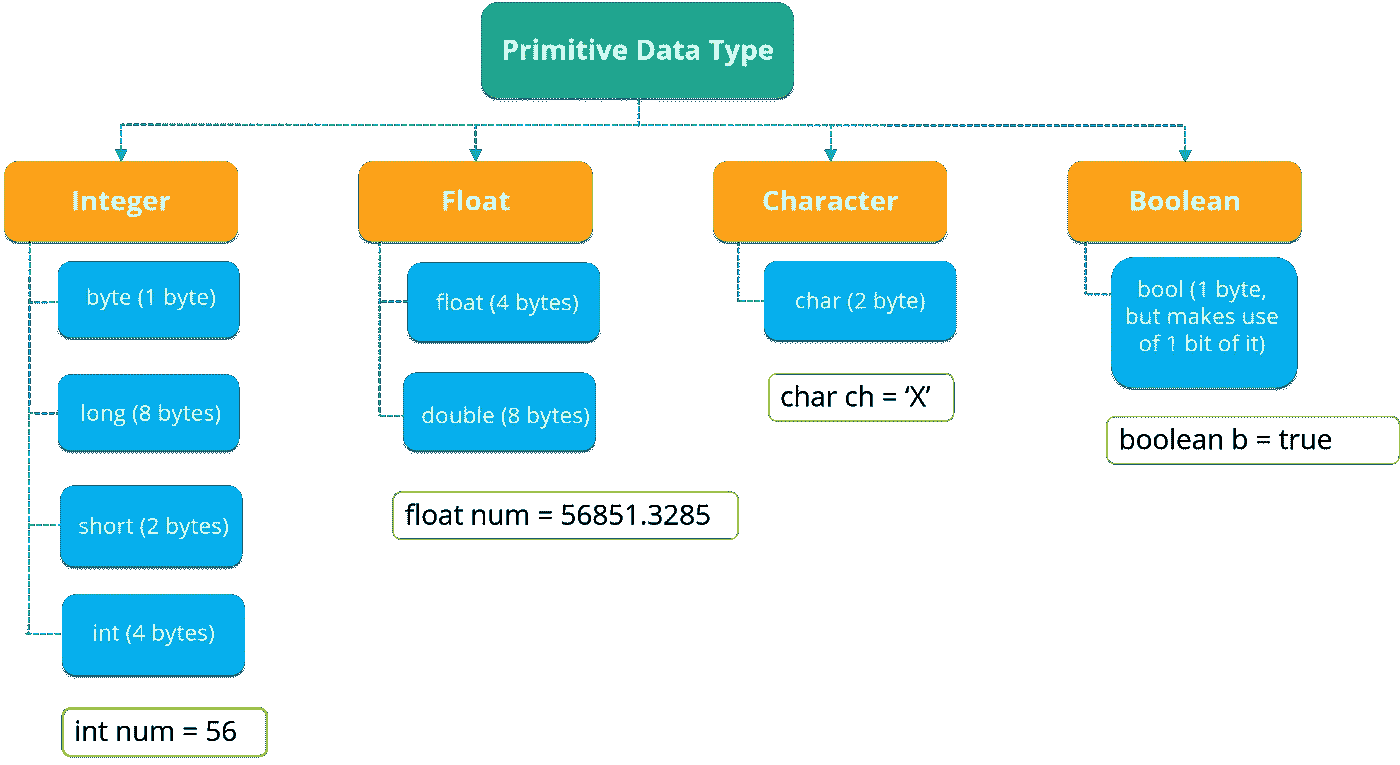 Primitive Data Type
Integer
byte (1 byte)
long (8 bytes)
short (2 bytes)
int (4 bytes)
int num = 56
Float
float (4 bytes)
double (8 bytes)
float num = 56851.3285
Character
char (2 byte)
char ch = ‘X’
Boolean
bool (1 byte,
but makes use
of 1 bit of it)
boolean b = true